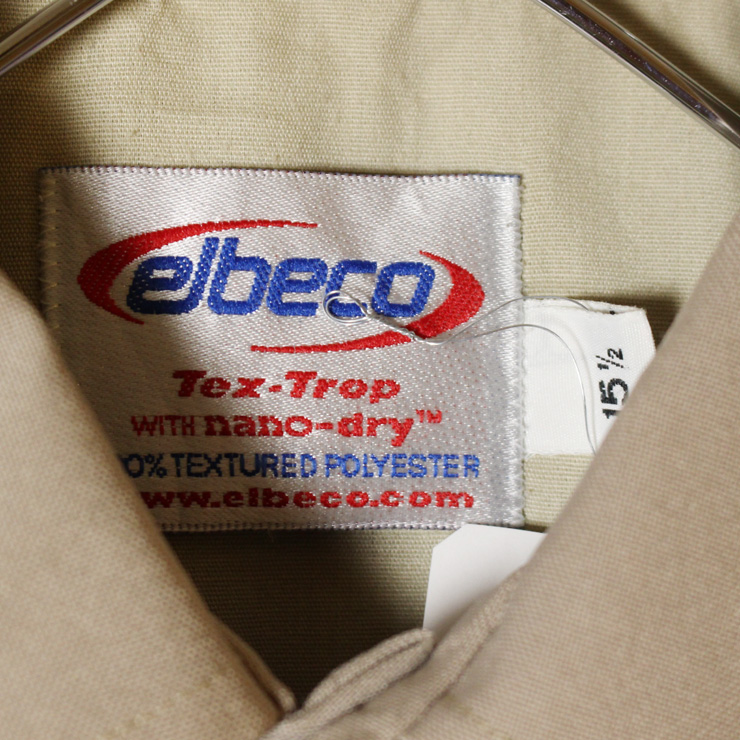 elbeco
Tex-Trop
WITH nano-dry™
0% TEXTURED POLYESTER
www.elbeco.com
15 1/2